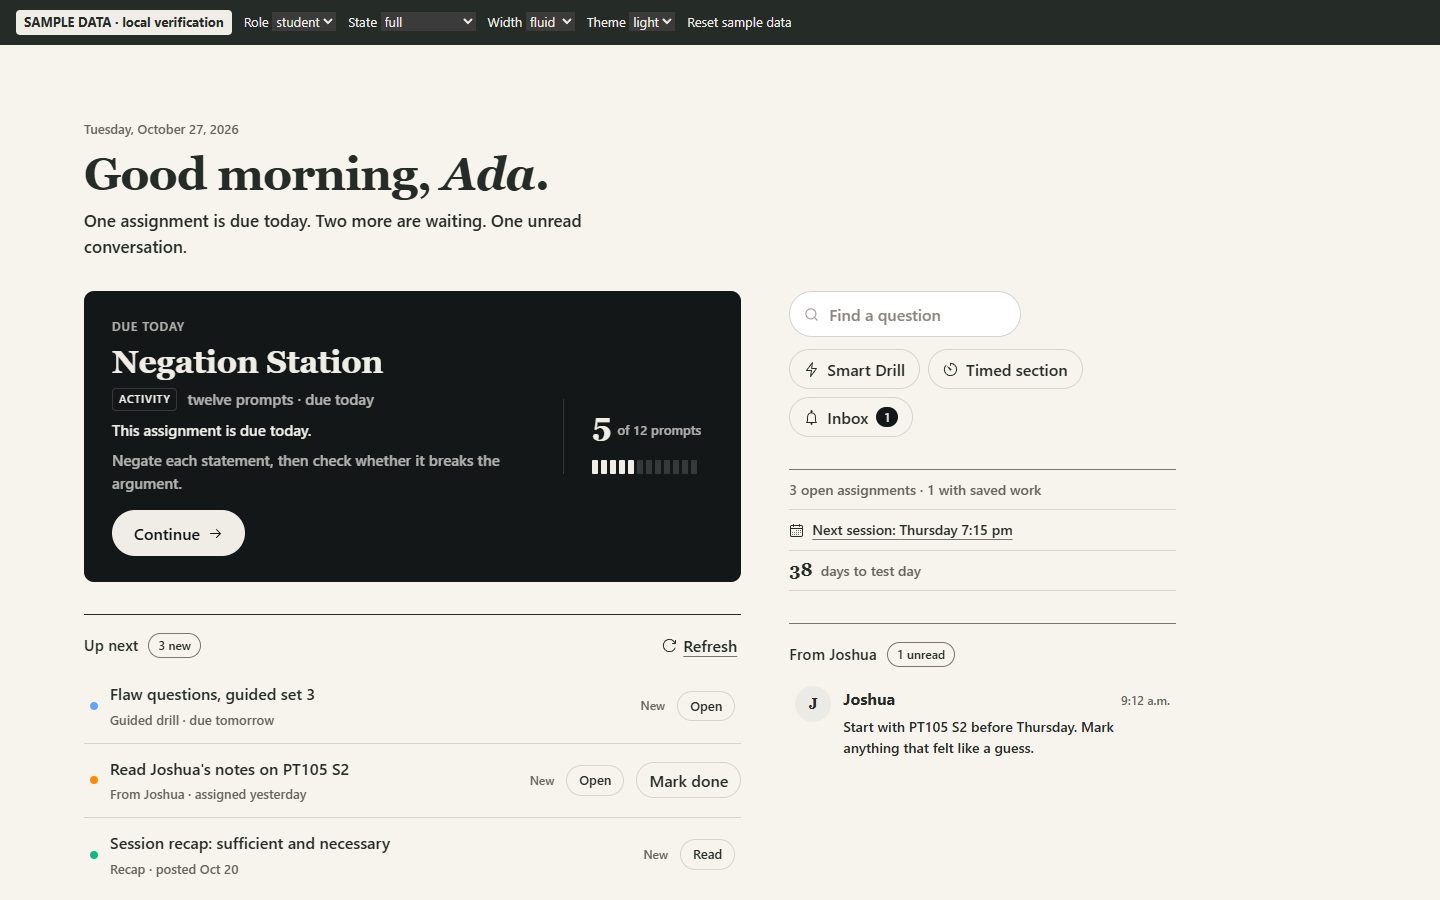 SAMPLE DATA · local verification Role student State full Width fluid Theme light Reset sample data
Tuesday, October 27, 2026
Good morning, Ada.
One assignment is due today. Two more are waiting. One unread
conversation.
DUE TODAY
Negation Station
ACTIVITY twelve prompts · due today
This assignment is due today.
Negate each statement, then check whether it breaks the
argument.
Continue
5 of 12 prompts
Up next 3 new Refresh
Flaw questions, guided set 3
Guided drill · due tomorrow
New Open
Read Joshua's notes on PT105 S2
From Joshua · assigned yesterday
New Open Mark done
Session recap: sufficient and necessary
Recap · posted Oct 20
New Read
Find a question
Smart Drill Timed section
Inbox 1
3 open assignments · 1 with saved work
Next session: Thursday 7:15 pm
38 days to test day
From Joshua 1 unread
J Joshua 9:12 a.m.
Start with PT105 S2 before Thursday. Mark
anything that felt like a guess.